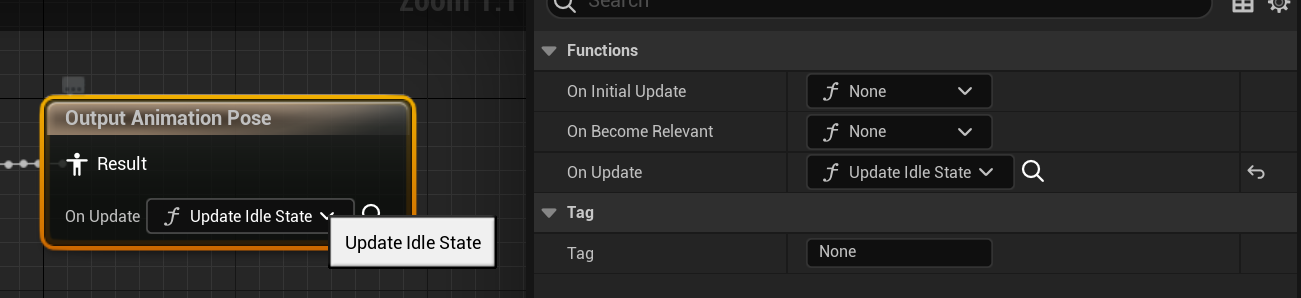 Zoom 1:1
Search
Output Animation Pose
Result
On Update
Update Idle State
Update Idle State
Functions
On Initial Update
None
On Become Relevant
None
On Update
Update Idle State
Tag
Tag
None